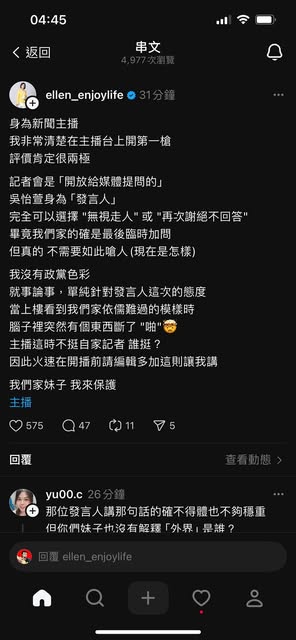 04:45
返回
串文
4,977次瀏覽
ellen_enjoylife 31分鐘
身為新聞主播
我非常清楚在主播台上開第一槍
評價肯定很兩極
記者會是「開放給媒體提問的」
吳怡萱身為「發言人」
完全可以選擇 "無視走人" 或 "再次謝絕不回答"
畢竟我們家的確是最後臨時加問
但真的 不需要如此嗆人(現在是怎樣)
我沒有政黨色彩
就事論事，單純針對發言人這次的態度
當上樓看到我們家依儒難過的模樣時
腦子裡突然有個東西斷了 "啪"🤯
主播這時不挺自家記者 誰挺？
因此火速在開播前請編輯多加這則讓我講
我們家妹子 我來保護
主播
575 47 11 5
回覆
查看動態
yu00.c 26分鐘
那位發言人講那句話的確不得體也不夠穩重
但你們妹子也沒有解釋「外界」是誰？
回覆 ellen_enjoylife